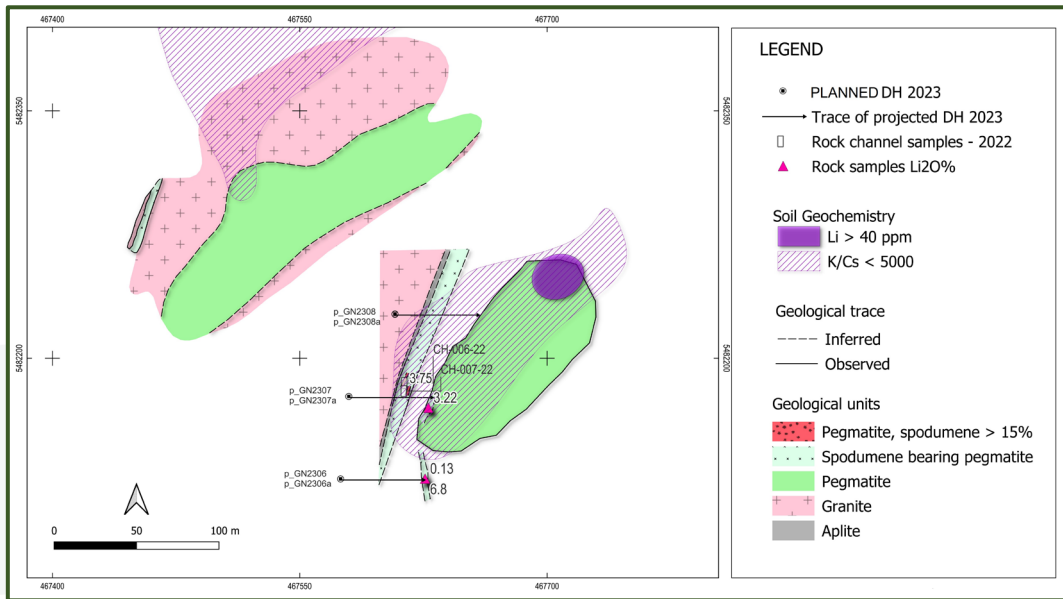 467400
467550
467700
5482350
5482350
p_GN2308
p_GN2308a
CH-006-22
5482200
5482200
CH-007-22
3.75
p_GN2307
p_GN2307a
3.22
0.13
p_GN2306
p_GN2306a
6.8
0
50
100 m
467400
467550
467700
LEGEND
PLANNED DH 2023
Trace of projected DH 2023
Rock channel samples - 2022
Rock samples Li2O%
Soil Geochemistry
Li > 40 ppm
K/Cs < 5000
Geological trace
Inferred
Observed
Geological units
Pegmatite, spodumene > 15%
Spodumene bearing pegmatite
Pegmatite
Granite
Aplite